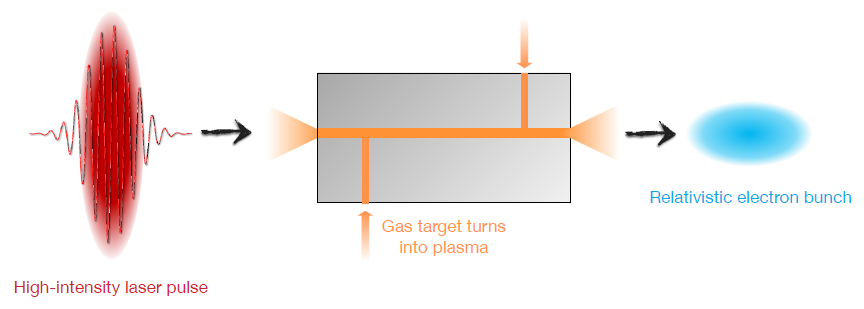 High-intensity laser pulse
Gas target turns
into plasma
Relativistic electron bunch